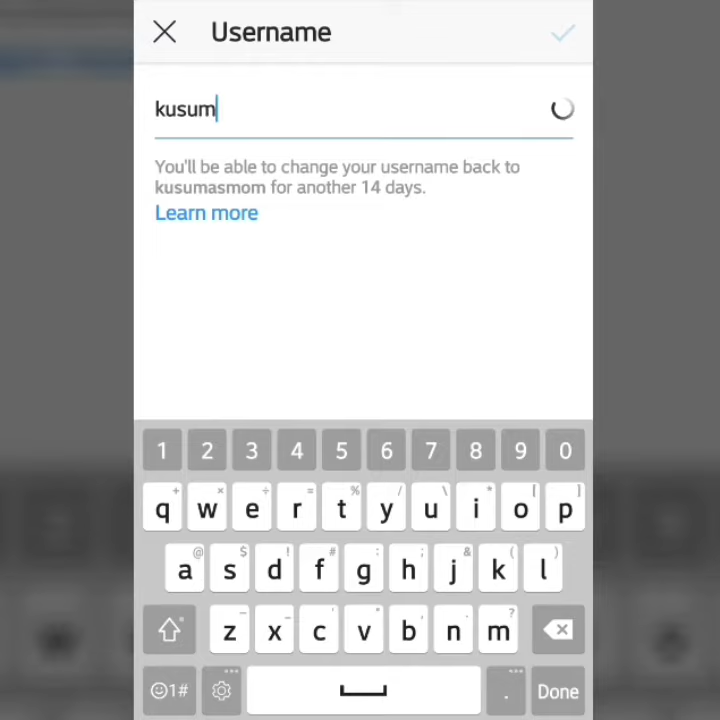 Username
kusum
You'll be able to change your username back to
kusumasmom for another 14 days.
Learn more
1 2 3 4 5 6 7 8 9 0
+ × ÷ = % / \ * [ ]
q w e r t y u i o p
@ $ ! # : ; & ( )
a s d f g h j k l
- _ ' " , . ?
z x c v b n m
1# . Done